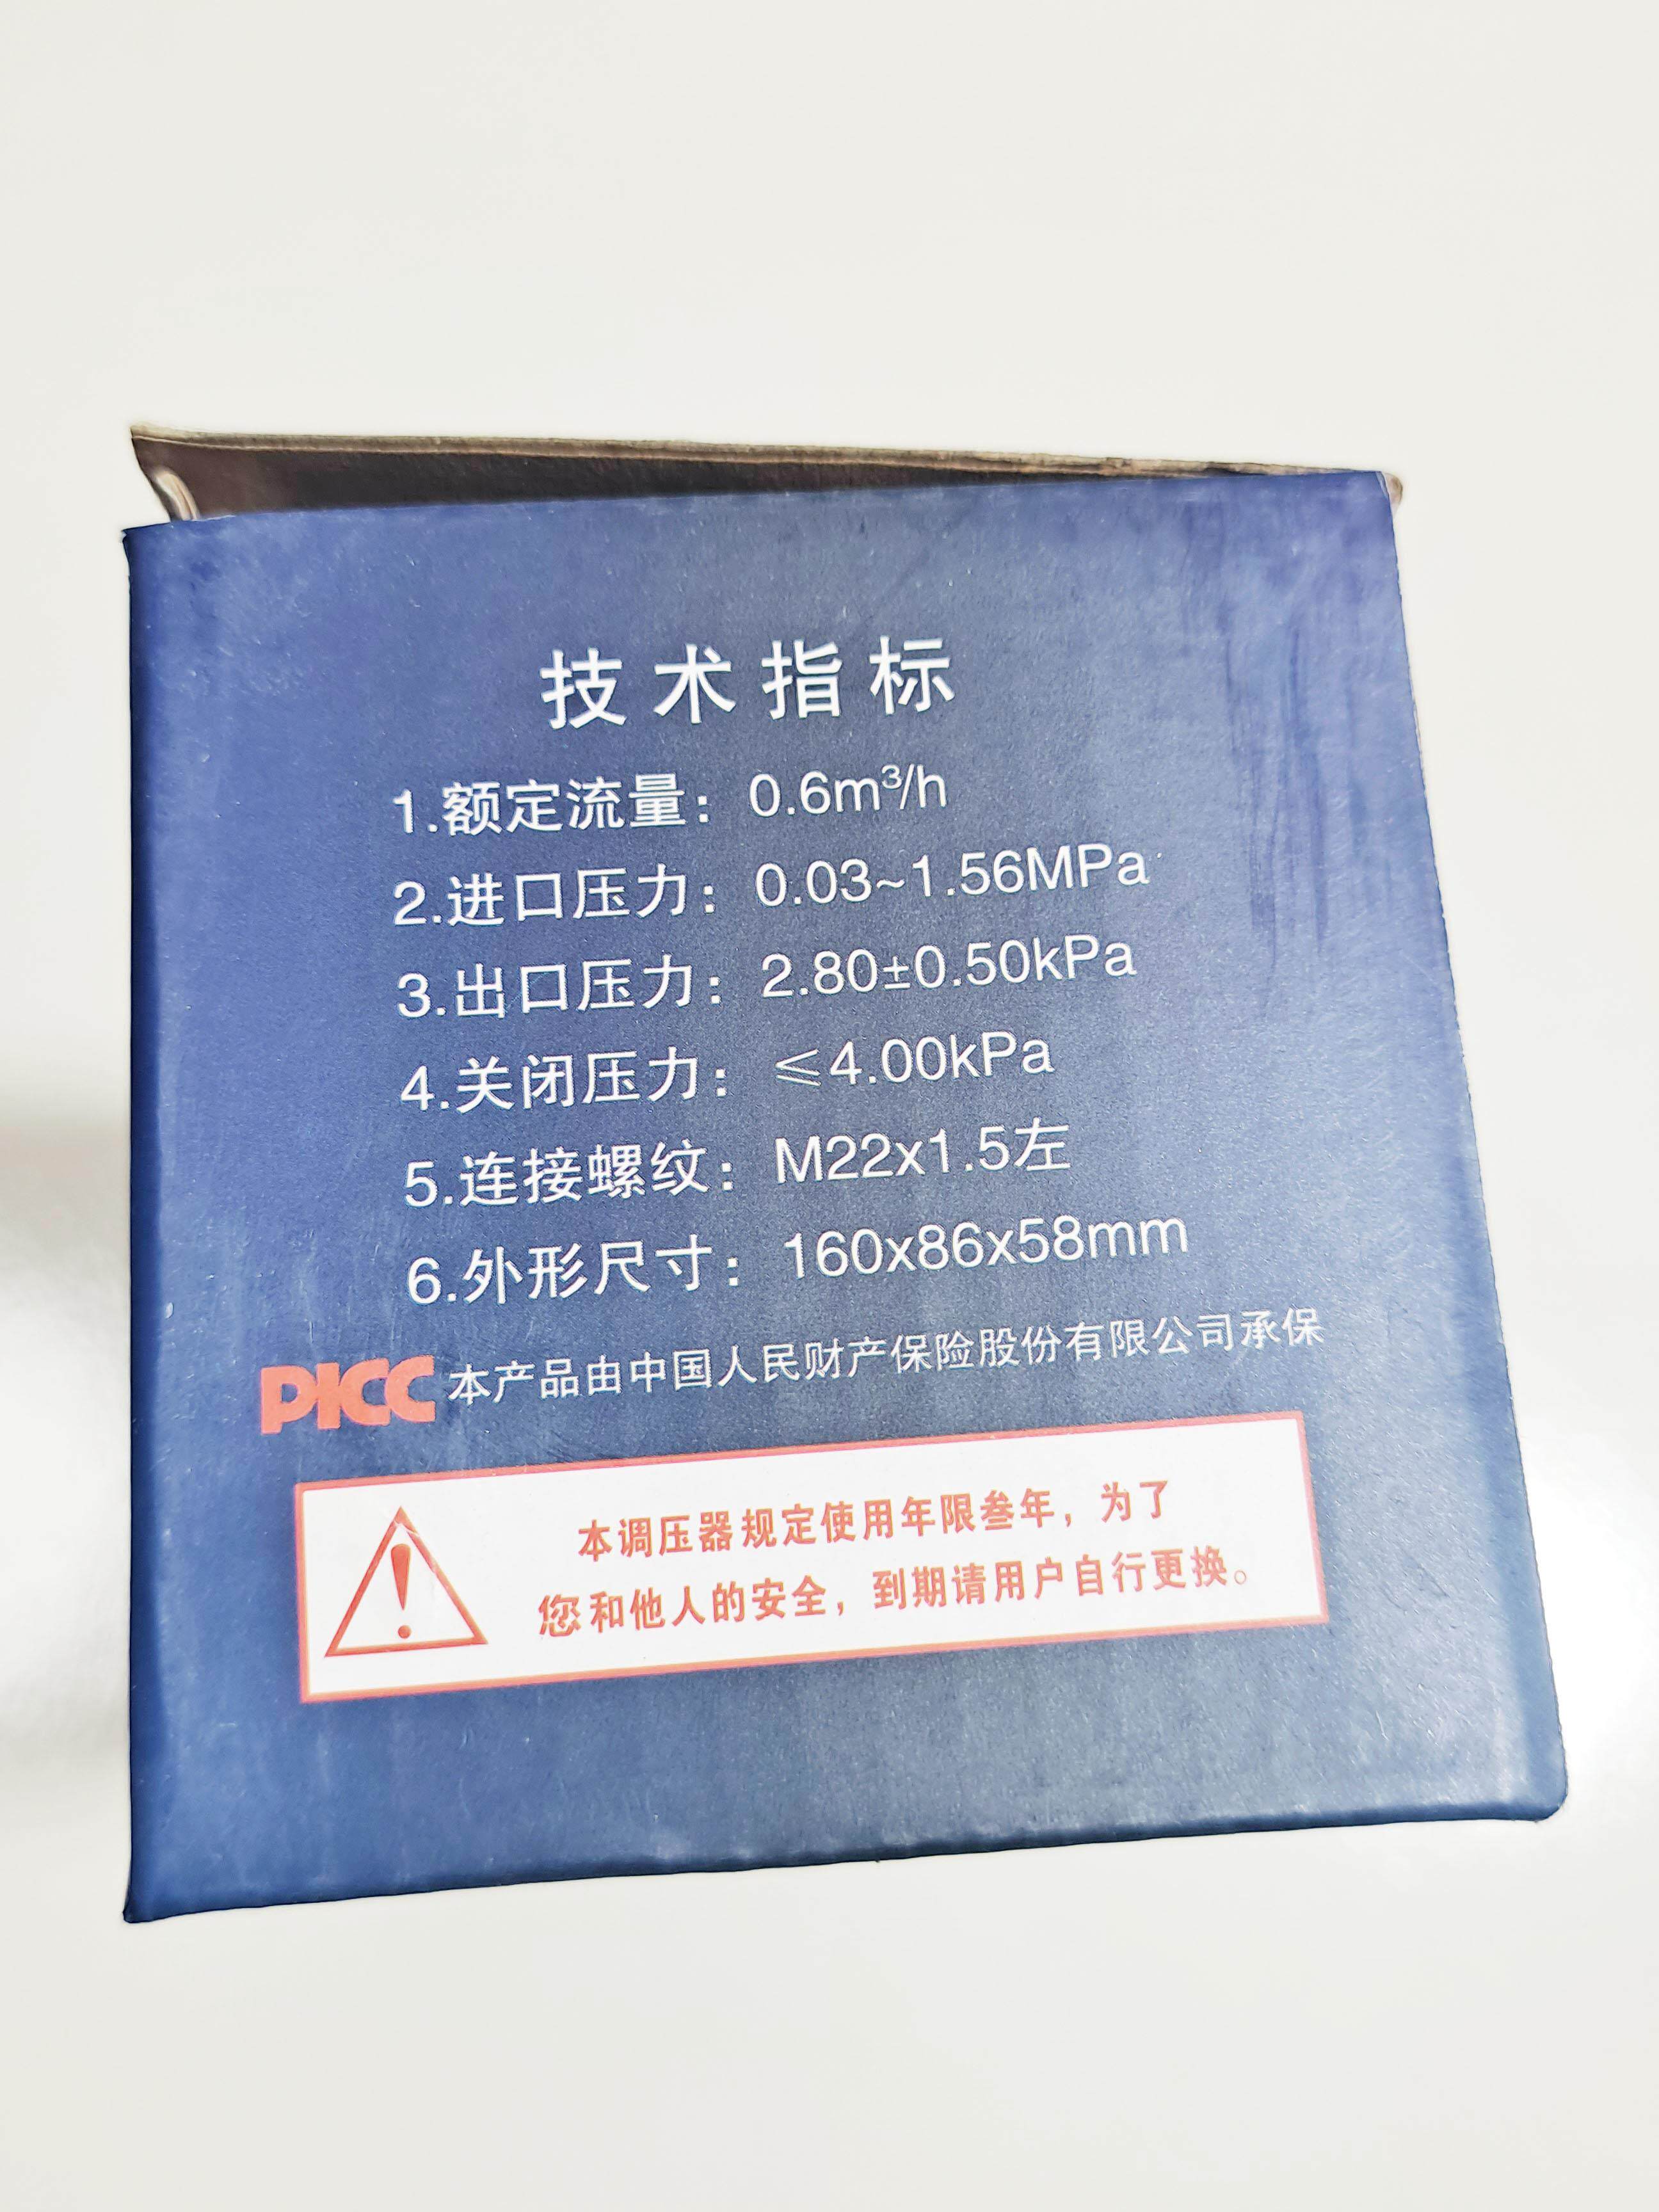 技术指标
1.额定流量：0.6m³/h
2.进口压力：0.03~1.56MPa
3.出口压力：2.80±0.50kPa
4.关闭压力：≤4.00kPa
5.连接螺纹：M22x1.5左
6.外形尺寸：160x86x58mm
PICC 本产品由中国人民财产保险股份有限公司承保
本调压器规定使用年限叁年，为了
您和他人的安全，到期请用户自行更换。